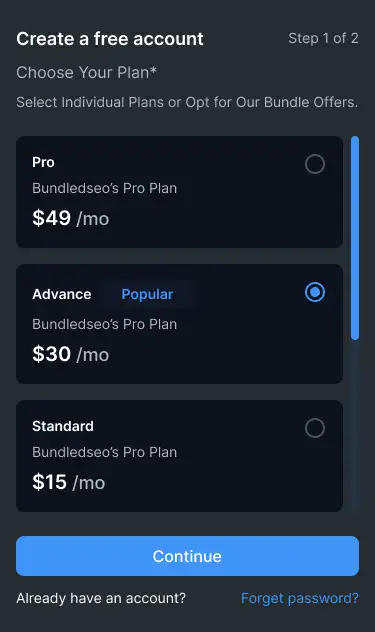 Create a free account Step 1 of 2
Choose Your Plan*
Select Individual Plans or Opt for Our Bundle Offers.
Pro
Bundledseo’s Pro Plan
$49 /mo
Advance Popular
Bundledseo’s Pro Plan
$30 /mo
Standard
Bundledseo’s Pro Plan
$15 /mo
Continue
Already have an account? Forget password?